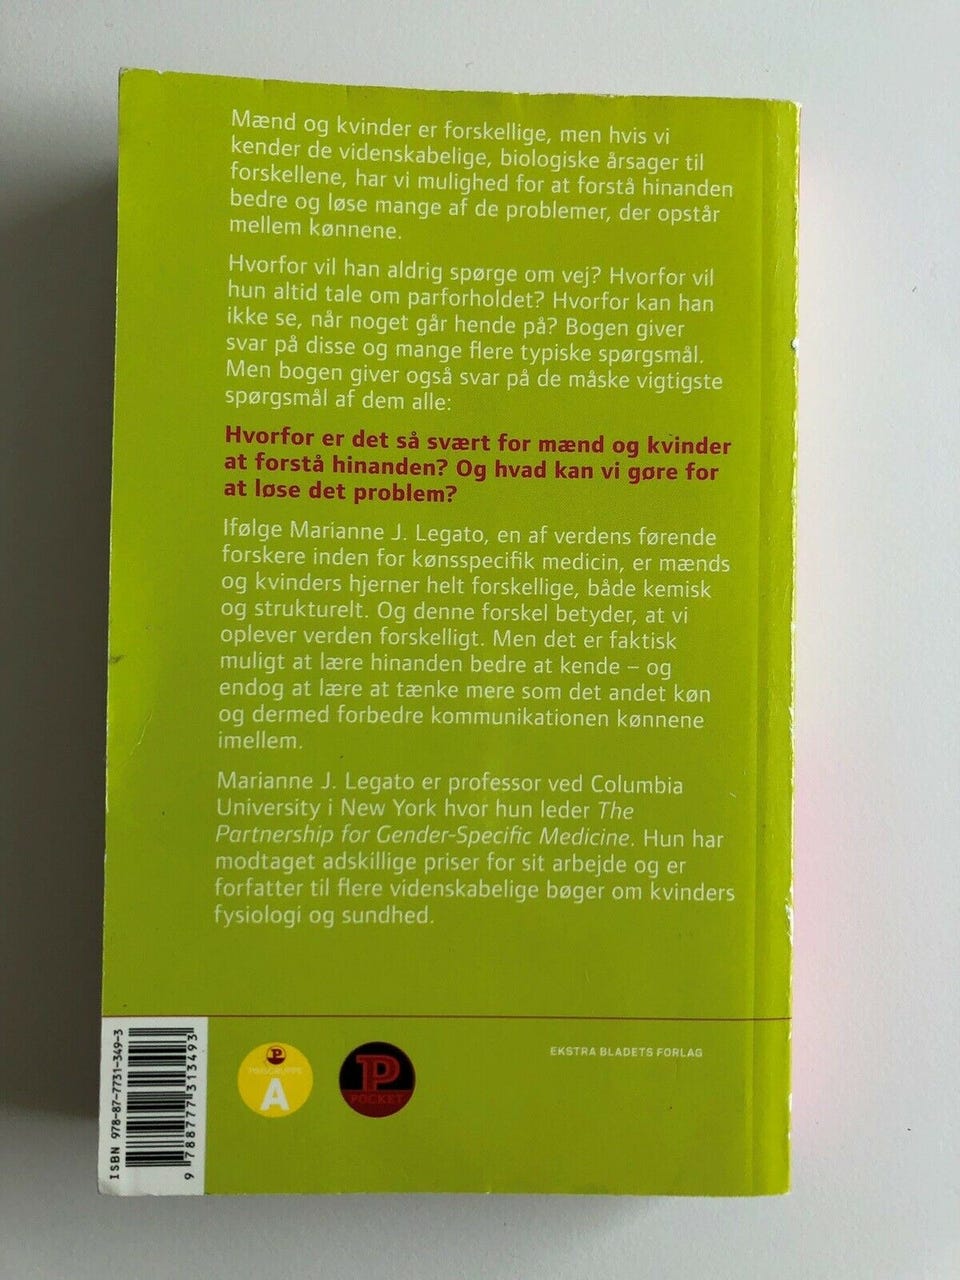 Mænd og kvinder er forskellige, men hvis vi
kender de videnskabelige, biologiske årsager til
forskellene, har vi mulighed for at forstå hinanden
bedre og løse mange af de problemer, der opstår
mellem kønnene.
Hvorfor vil han aldrig spørge om vej? Hvorfor vil
hun altid tale om parforholdet? Hvorfor kan han
ikke se, når noget går hende på? Bogen giver
svar på disse og mange flere typiske spørgsmål.
Men bogen giver også svar på de måske vigtigste
spørgsmål af dem alle:
Hvorfor er det så svært for mænd og kvinder
at forstå hinanden? Og hvad kan vi gøre for
at løse det problem?
Ifølge Marianne J. Legato, en af verdens førende
forskere inden for kønsspecifik medicin, er mænds
og kvinders hjerner helt forskellige, både kemisk
og strukturelt. Og denne forskel betyder, at vi
oplever verden forskelligt. Men det er faktisk
muligt at lære hinanden bedre at kende – og
endog at lære at tænke mere som det andet køn
og dermed forbedre kommunikationen kønnene
imellem.
Marianne J. Legato er professor ved Columbia
University i New York hvor hun leder The
Partnership for Gender-Specific Medicine. Hun har
modtaget adskillige priser for sit arbejde og er
forfatter til flere videnskabelige bøger om kvinders
fysiologi og sundhed.
ISBN 978-87-7731-349-3
9 788777 313493
P
PRISGRUPPE
A
P
POCKET
EKSTRA BLADETS FORLAG